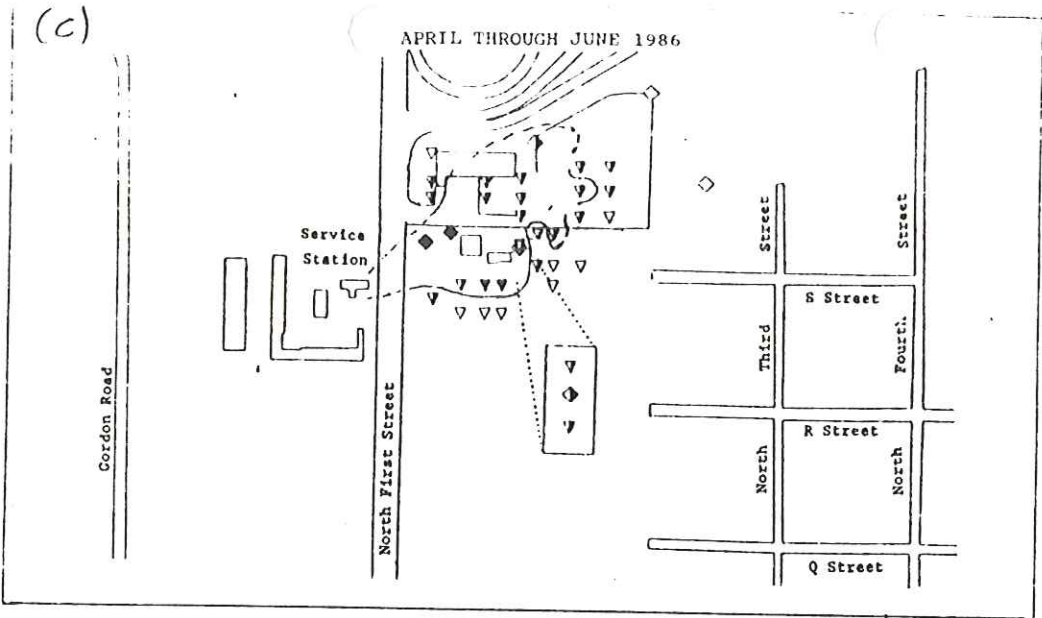 (c)
APRIL THROUGH JUNE 1986
Service
Station
Gordon Road
North First Street
Street
Third
North
Street
Fourth
North
S Street
R Street
Q Street